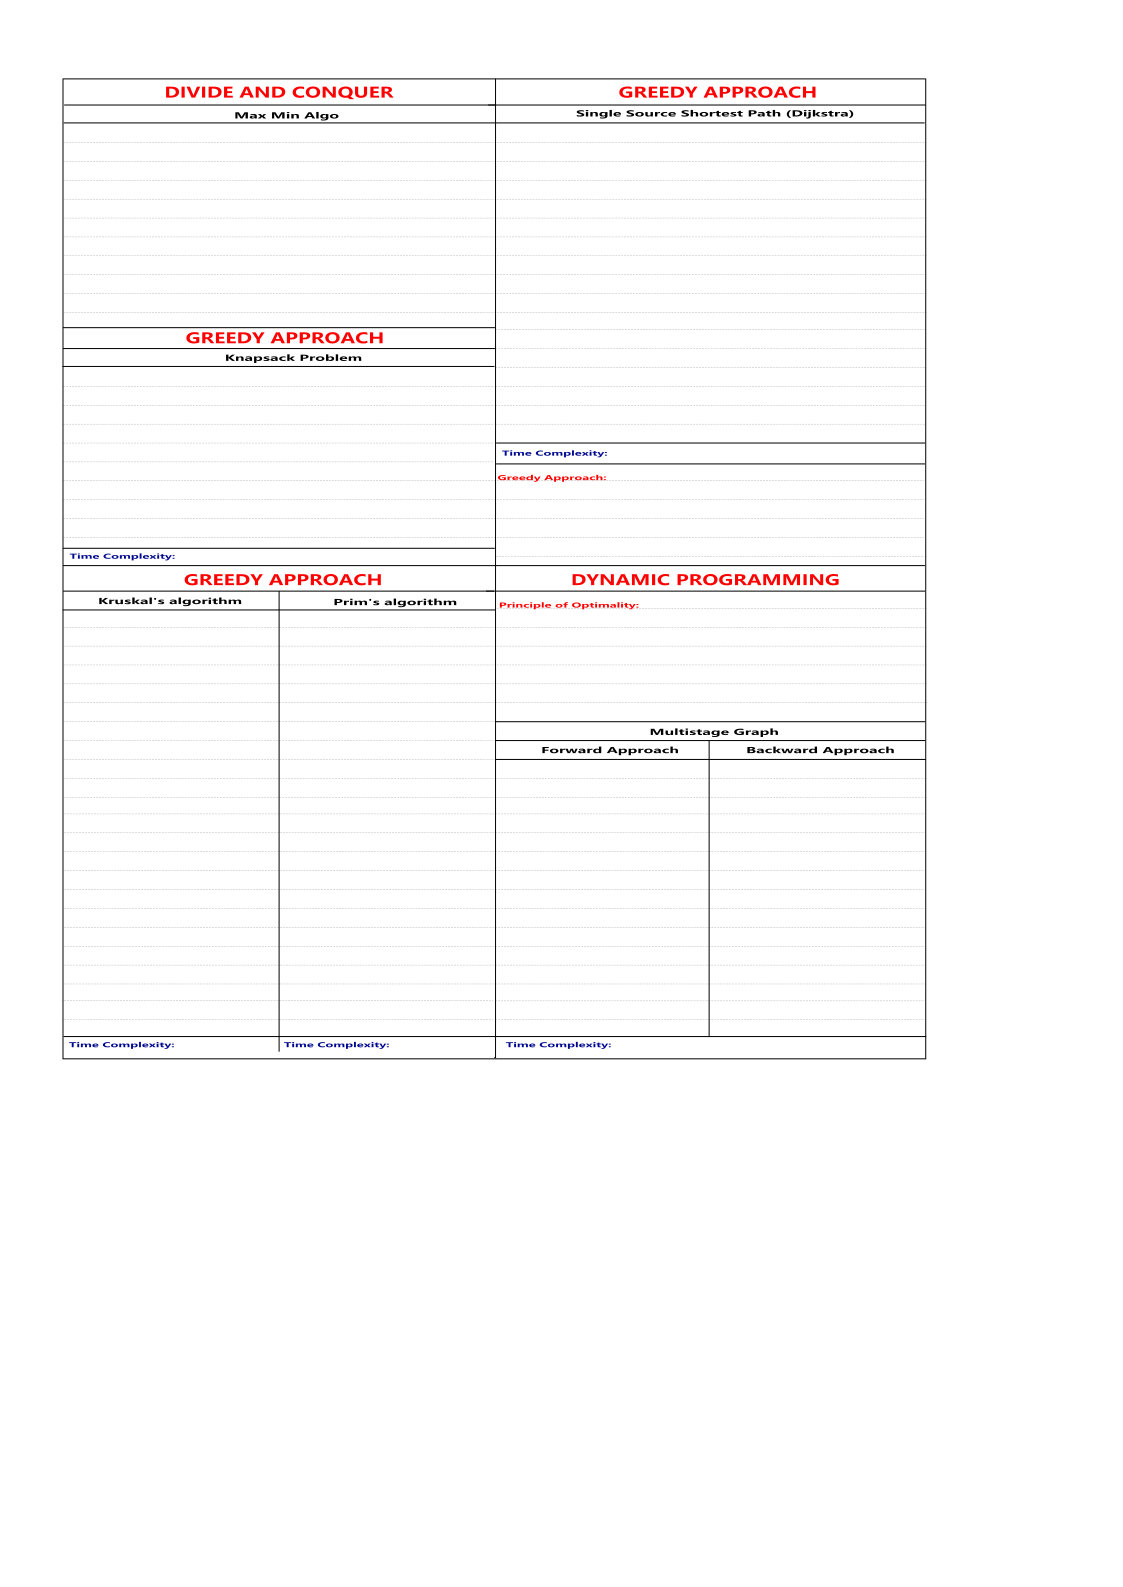 DIVIDE AND CONQUER
Max Min Algo
GREEDY APPROACH
Knapsack Problem
Time Complexity:
GREEDY APPROACH
Single Source Shortest Path (Dijkstra)
Time Complexity:
Greedy Approach:
GREEDY APPROACH
Kruskal's algorithm
Prim's algorithm
Time Complexity:
Time Complexity:
DYNAMIC PROGRAMMING
Principle of Optimality:
Multistage Graph
Forward Approach
Backward Approach
Time Complexity: